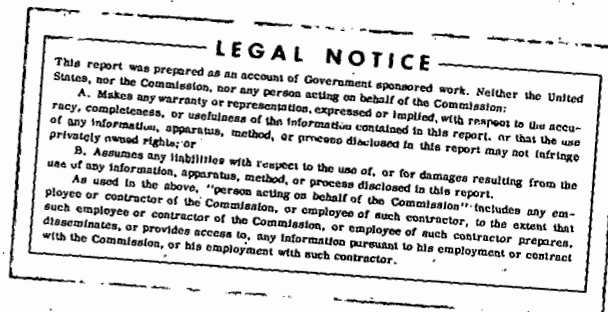 LEGAL NOTICE
This report was prepared as an account of Government sponsored work. Neither the United
States, nor the Commission, nor any person acting on behalf of the Commission:
A. Makes any warranty or representation, expressed or implied, with respect to the accu-
racy, completeness, or usefulness of the information contained in this report, or that the use
of any information, apparatus, method, or process disclosed in this report may not infringe
privately owned rights; or
B. Assumes any liabilities with respect to the use of, or for damages resulting from the
use of any information, apparatus, method, or process disclosed in this report.
As used in the above, "person acting on behalf of the Commission" includes any em-
ployee or contractor of the Commission, or employee of such contractor, to the extent that
such employee or contractor of the Commission, or employee of such contractor prepares,
disseminates, or provides access to, any information pursuant to his employment or contract
with the Commission, or his employment with such contractor.